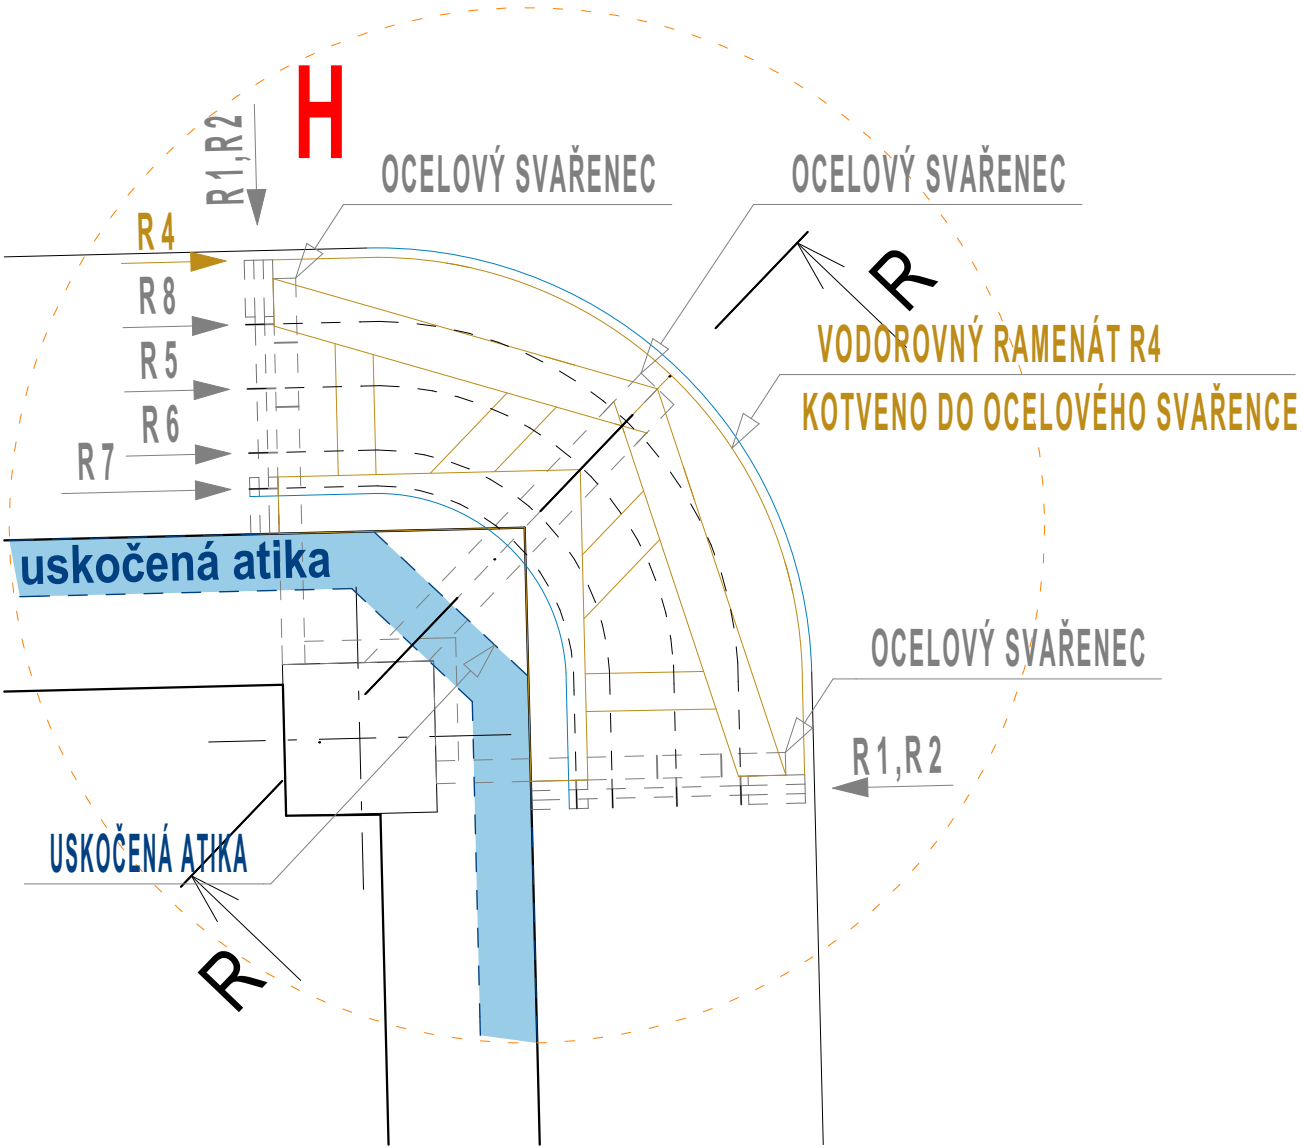 H
R1,R2
OCELOVÝ SVAŘENEC
OCELOVÝ SVAŘENEC
R4
R8
R
VODOROVNÝ RAMENÁT R4
KOTVENO DO OCELOVÉHO SVAŘENCE
R5
R6
R7
uskočená atika
OCELOVÝ SVAŘENEC
R1,R2
USKOČENÁ ATIKA
R